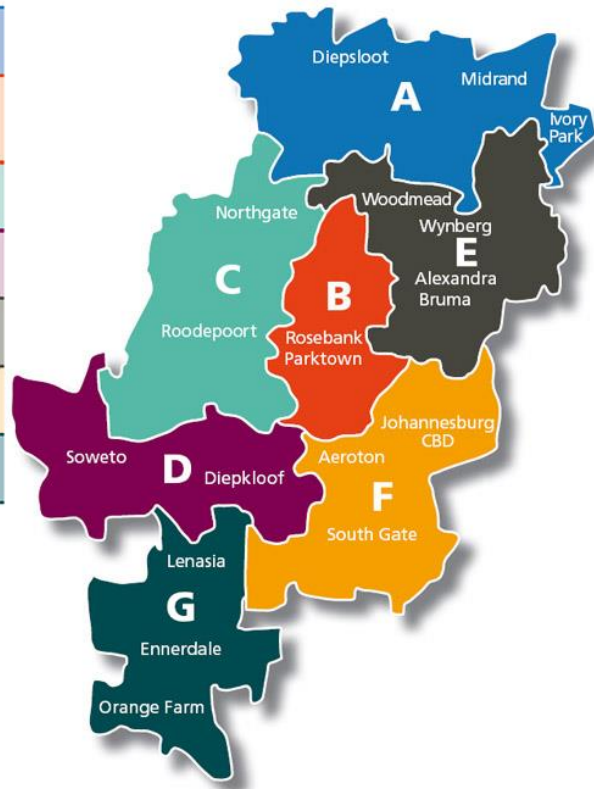 Diepsloot
Midrand
A
Ivory
Park
Woodmead
Northgate
Wynberg
E
C
Alexandra
B
Bruma
Roodepoort
Rosebank
Parktown
Johannesburg
CBD
Soweto
D
Diepkloof
Aeroton
F
South Gate
Lenasia
G
Ennerdale
Orange Farm